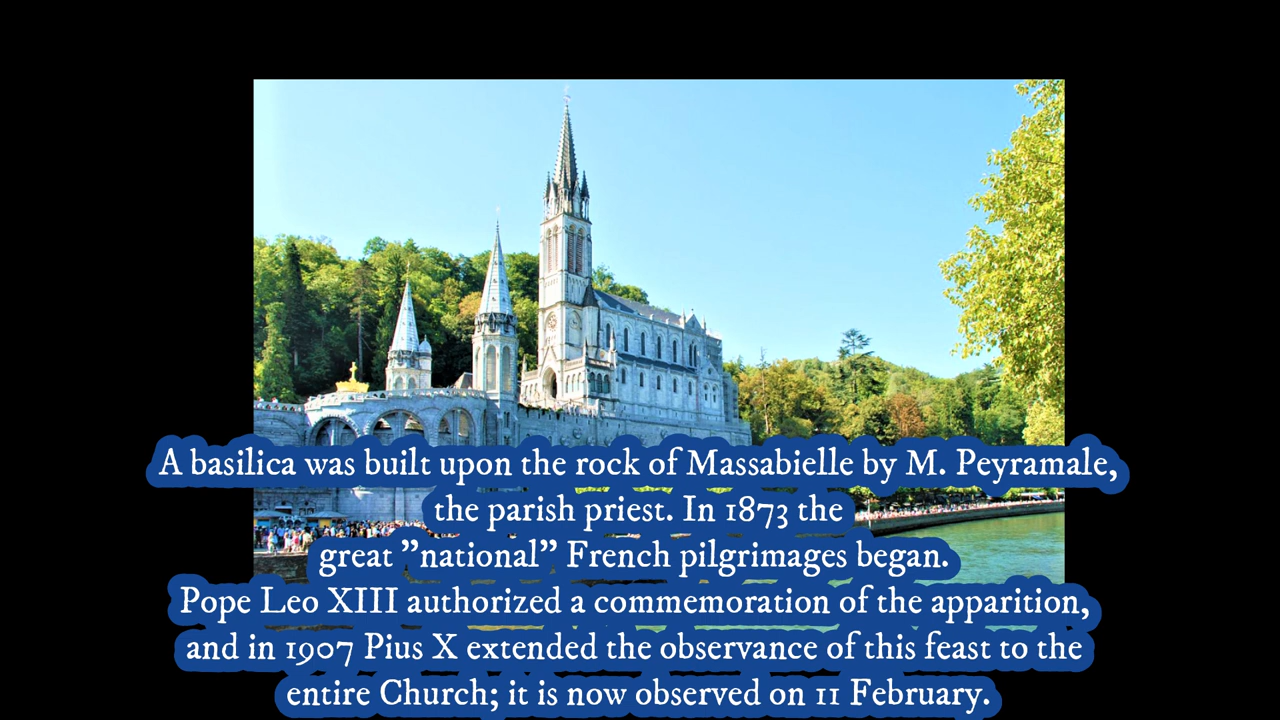 A basilica was built upon the rock of Massabielle by M. Peyramale,
the parish priest. In 1873 the
great "national" French pilgrimages began.
Pope Leo XIII authorized a commemoration of the apparition,
and in 1907 Pius X extended the observance of this feast to the
entire Church; it is now observed on 11 February.